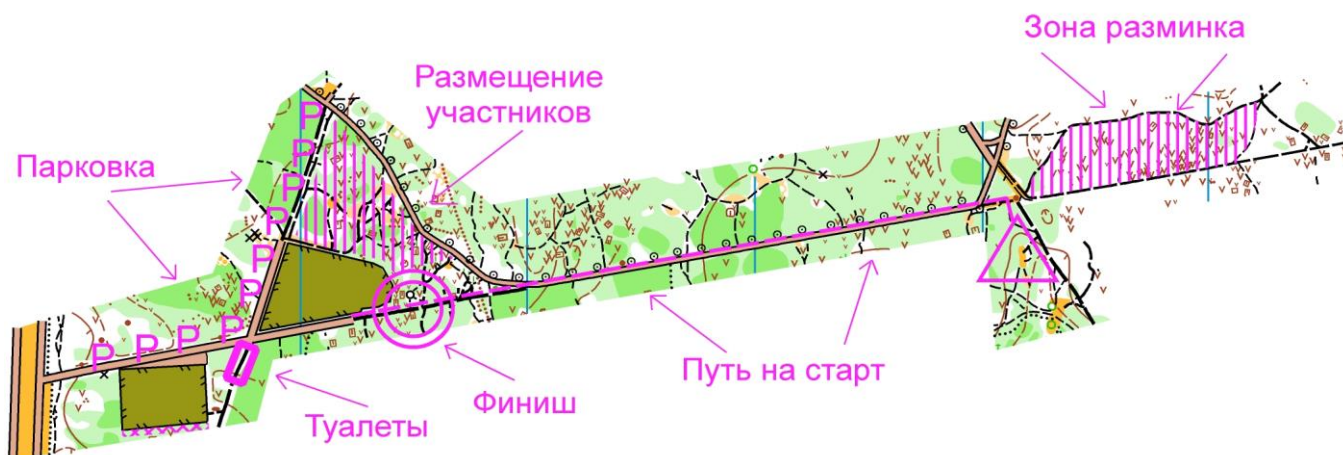 Зона разминка
Размещение
участников
Парковка
P
P
P
P
P
P
P
P
P
P
Путь на старт
Финиш
Туалеты